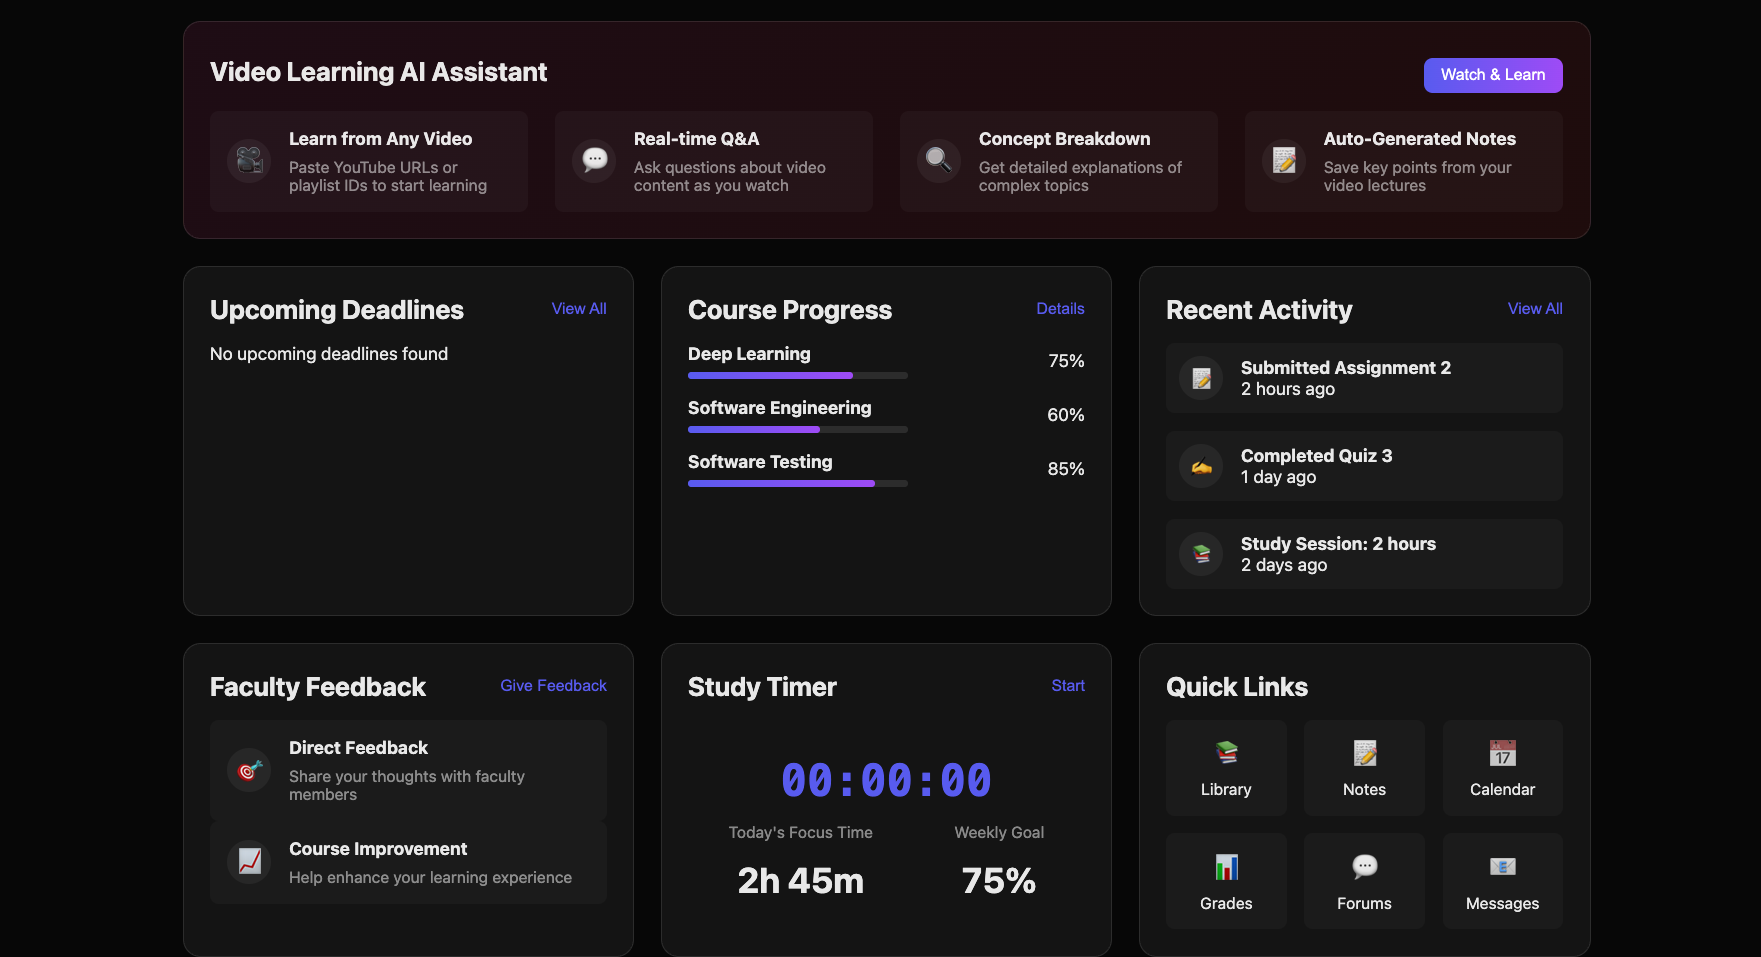 Video Learning AI Assistant
Watch & Learn
Learn from Any Video
Paste YouTube URLs or
playlist IDs to start learning
Real-time Q&A
Ask questions about video
content as you watch
Concept Breakdown
Get detailed explanations of
complex topics
Auto-Generated Notes
Save key points from your
video lectures
Upcoming Deadlines
View All
No upcoming deadlines found
Course Progress
Details
Deep Learning
75%
Software Engineering
60%
Software Testing
85%
Recent Activity
View All
Submitted Assignment 2
2 hours ago
Completed Quiz 3
1 day ago
Study Session: 2 hours
2 days ago
Faculty Feedback
Give Feedback
Direct Feedback
Share your thoughts with faculty
members
Course Improvement
Help enhance your learning experience
Study Timer
Start
00:00:00
Today's Focus Time
2h 45m
Weekly Goal
75%
Quick Links
Library
Notes
17
Calendar
Grades
Forums
Messages